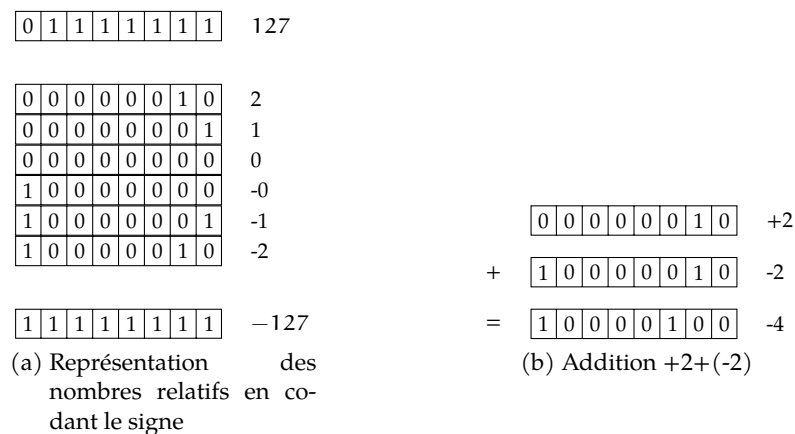 0 1 1 1 1 1 1 1 127
0 0 0 0 0 0 1 0 2
0 0 0 0 0 0 0 1 1
0 0 0 0 0 0 0 0 0
1 0 0 0 0 0 0 0 -0
1 0 0 0 0 0 0 1 -1
1 0 0 0 0 0 1 0 -2
1 1 1 1 1 1 1 1 −127
(a) Représentation des
nombres relatifs en co-
dant le signe
0 0 0 0 0 0 1 0 +2
+ 1 0 0 0 0 0 1 0 -2
= 1 0 0 0 0 1 0 0 -4
(b) Addition +2+(-2)